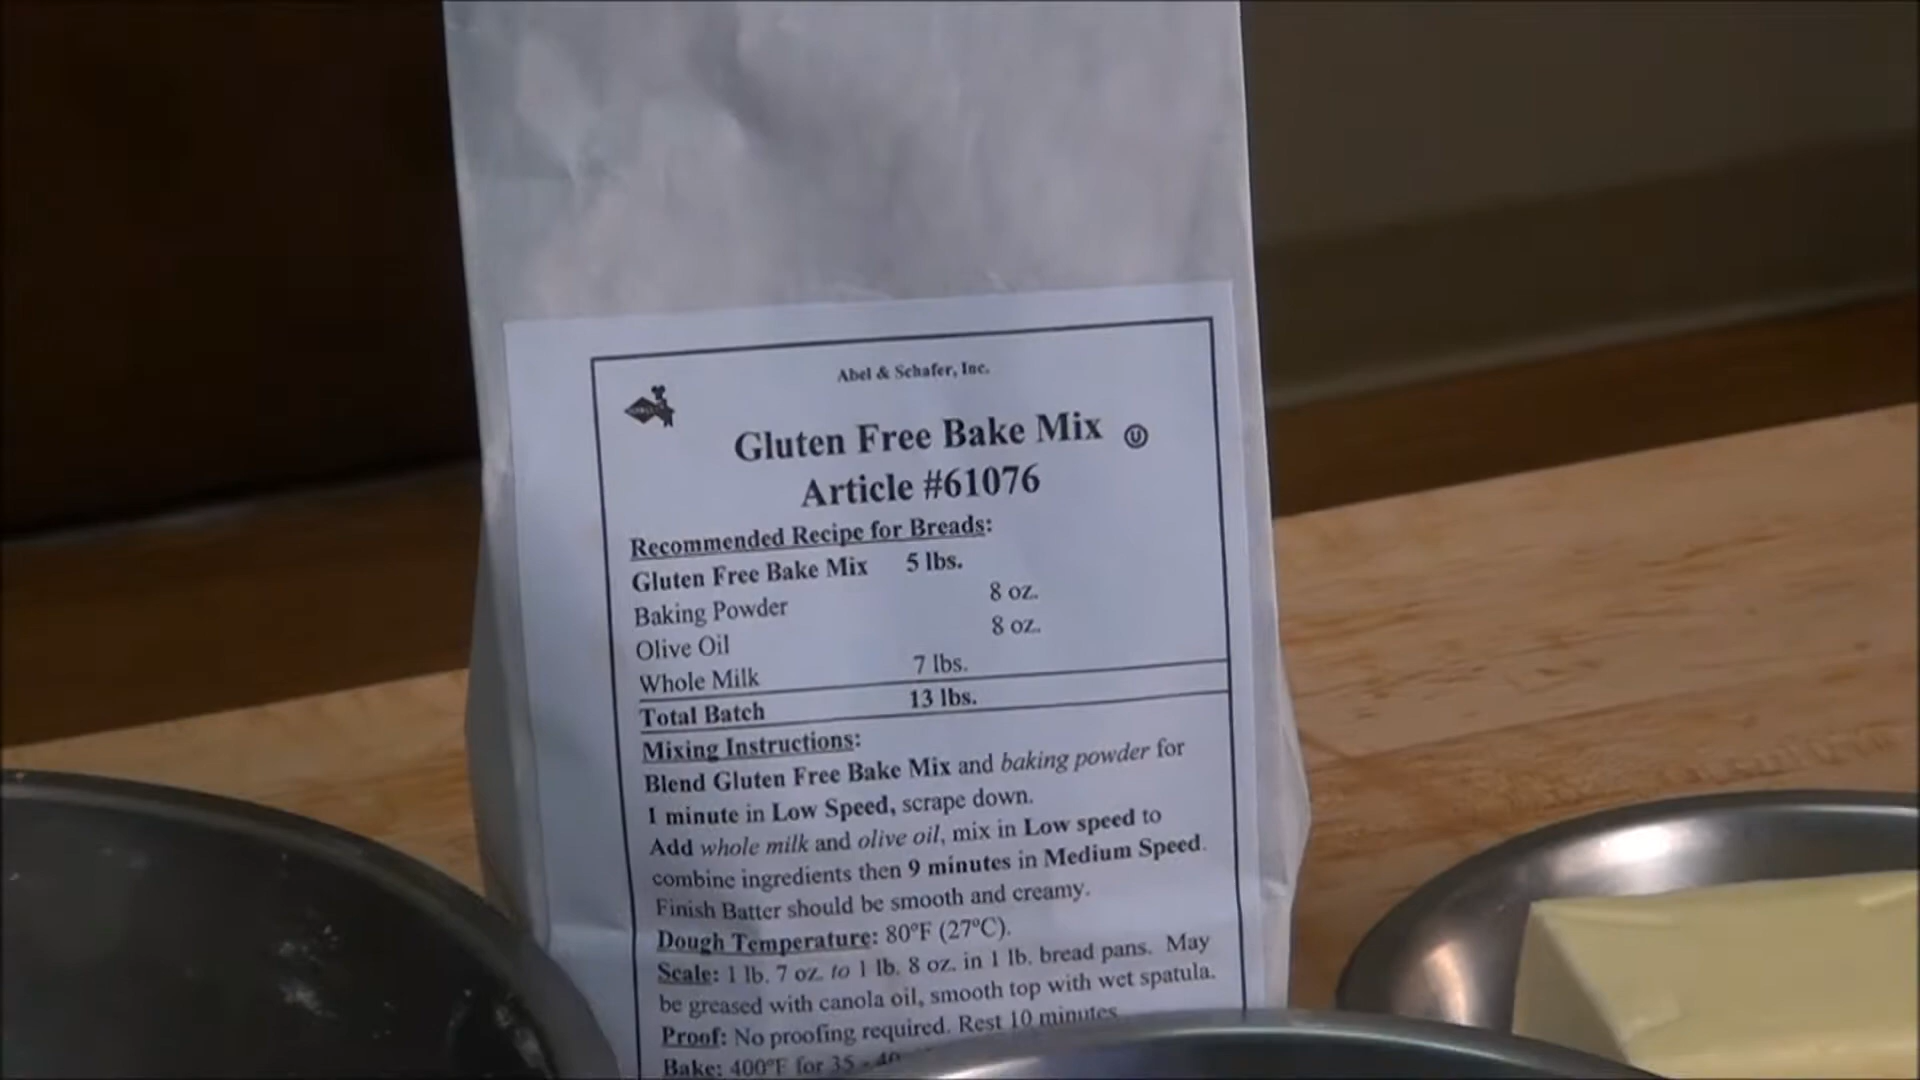 Abel & Schafer, Inc.
Gluten Free Bake Mix Ⓤ
Article #61076
Recommended Recipe for Breads:
Gluten Free Bake Mix 5 lbs.
Baking Powder 8 oz.
Olive Oil 8 oz.
Whole Milk 7 lbs.
Total Batch 13 lbs.
Mixing Instructions:
Blend Gluten Free Bake Mix and baking powder for
1 minute in Low Speed, scrape down.
Add whole milk and olive oil, mix in Low speed to
combine ingredients then 9 minutes in Medium Speed.
Finish Batter should be smooth and creamy.
Dough Temperature: 80°F (27°C).
Scale: 1 lb. 7 oz. to 1 lb. 8 oz. in 1 lb. bread pans. May
be greased with canola oil, smooth top with wet spatula.
Proof: No proofing required. Rest 10 minutes
Bake: 400°F for 35 - 40